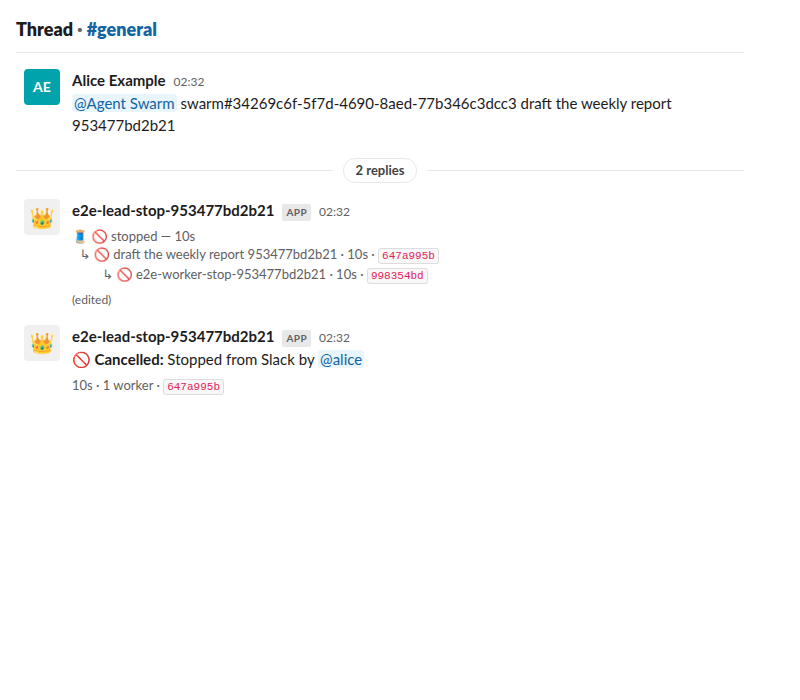 Thread • #general
AE
Alice Example 02:32
@Agent Swarm swarm#34269c6f-5f7d-4690-8aed-77b346c3dcc3 draft the weekly report
953477bd2b21
2 replies
e2e-lead-stop-953477bd2b21 APP 02:32
🧵 🚫 stopped — 10s
↳ 🚫 draft the weekly report 953477bd2b21 · 10s · 647a995b
↳ 🚫 e2e-worker-stop-953477bd2b21 · 10s · 998354bd
(edited)
e2e-lead-stop-953477bd2b21 APP 02:32
🚫 Cancelled: Stopped from Slack by @alice
10s · 1 worker · 647a995b